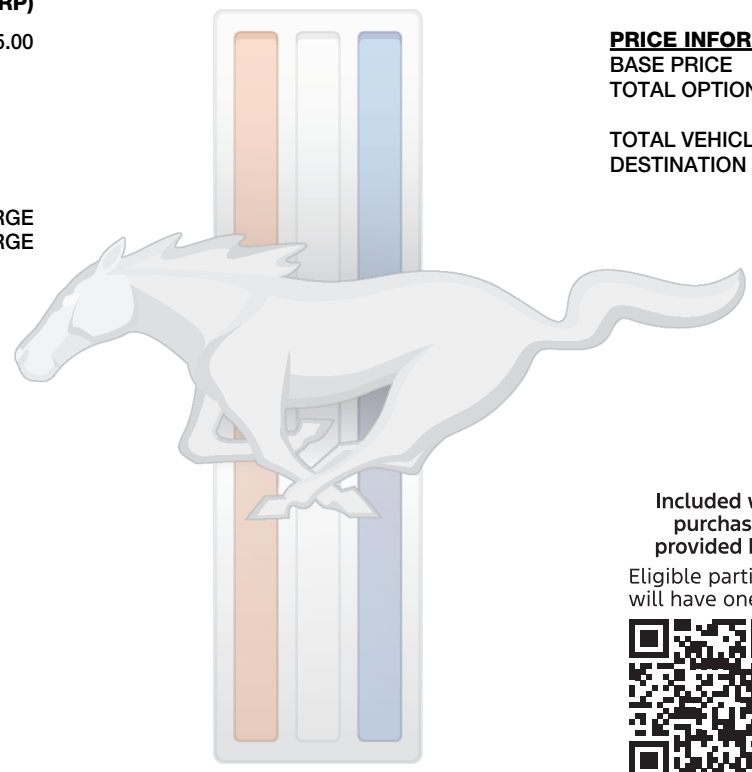 RP)
5.00
RGE
RGE
PRICE INFOR
BASE PRICE
TOTAL OPTION
TOTAL VEHICL
DESTINATION
Included w
purchas
provided b
Eligible parti
will have one